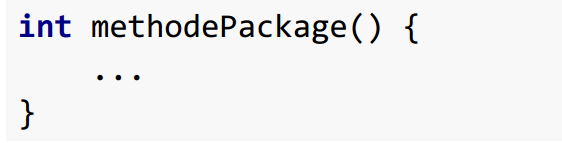 int methodePackage() {
    ...
}